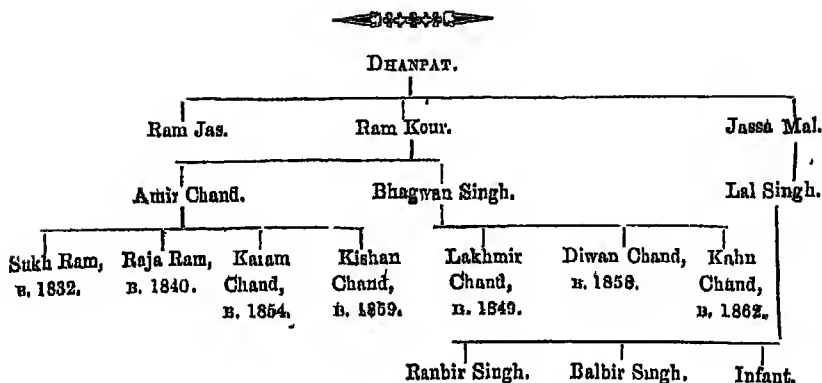 DHANPAT.
Ram Jas. Ram Kour. Jassa Mal.
Amir Chand. Bhagwan Singh. Lal Singh.
Sukh Ram, Raja Ram, Karam Kishan Lakhmir Diwan Chand, Kahn
B. 1832. B. 1840. Chand, Chand, Chand, B. 1858. Chand,
B. 1854. B. 1859. B. 1849. B. 1862.
Ranbir Singh. Balbir Singh. Infant.